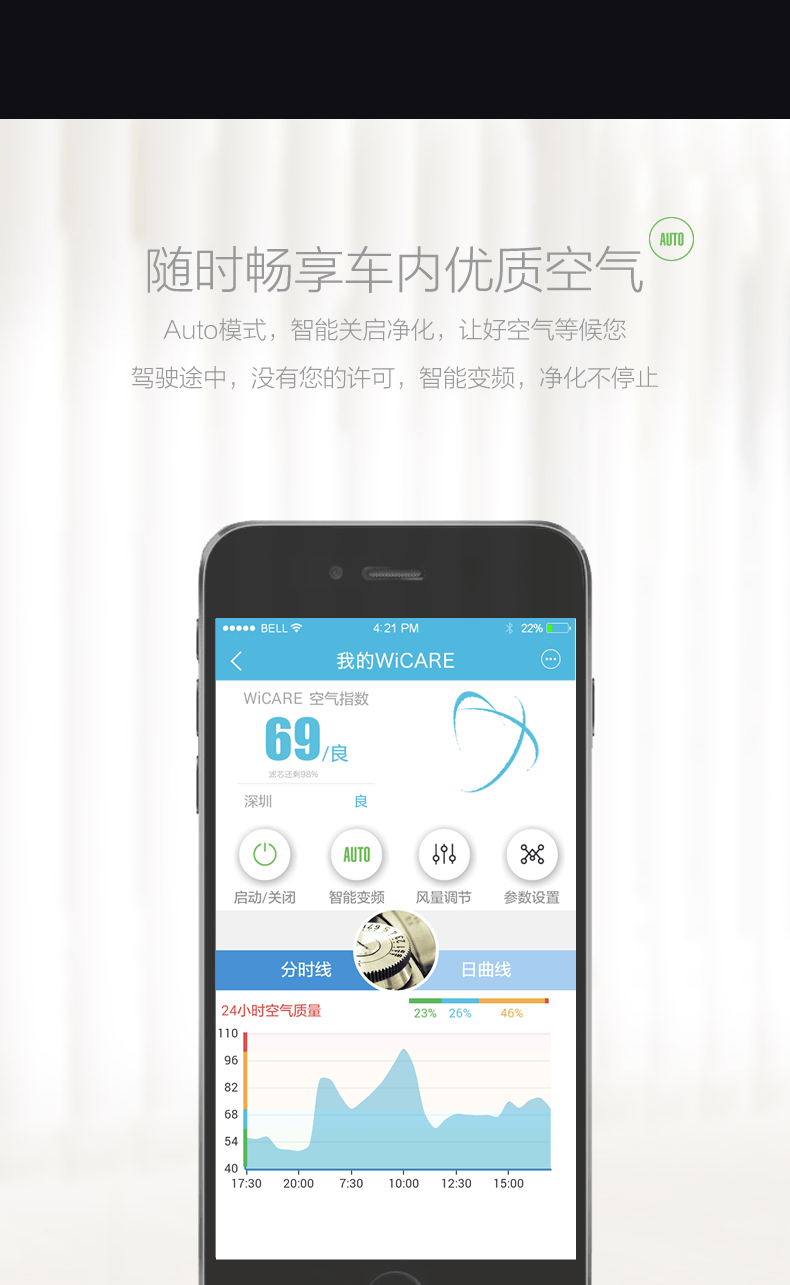 AUTO
随时畅享车内优质空气
Auto模式，智能关启净化，让好空气等候您
驾驶途中，没有您的许可，智能变频，净化不停止
BELL 4:21 PM 22%
我的WiCARE
WiCARE 空气指数
69/良
滤芯还剩98%
深圳 良
AUTO
启动/关闭 智能变频 风量调节 参数设置
分时线 日曲线
24小时空气质量
23% 26% 46%
110
96
82
68
54
40
17:30 20:00 7:30 10:00 12:30 15:00